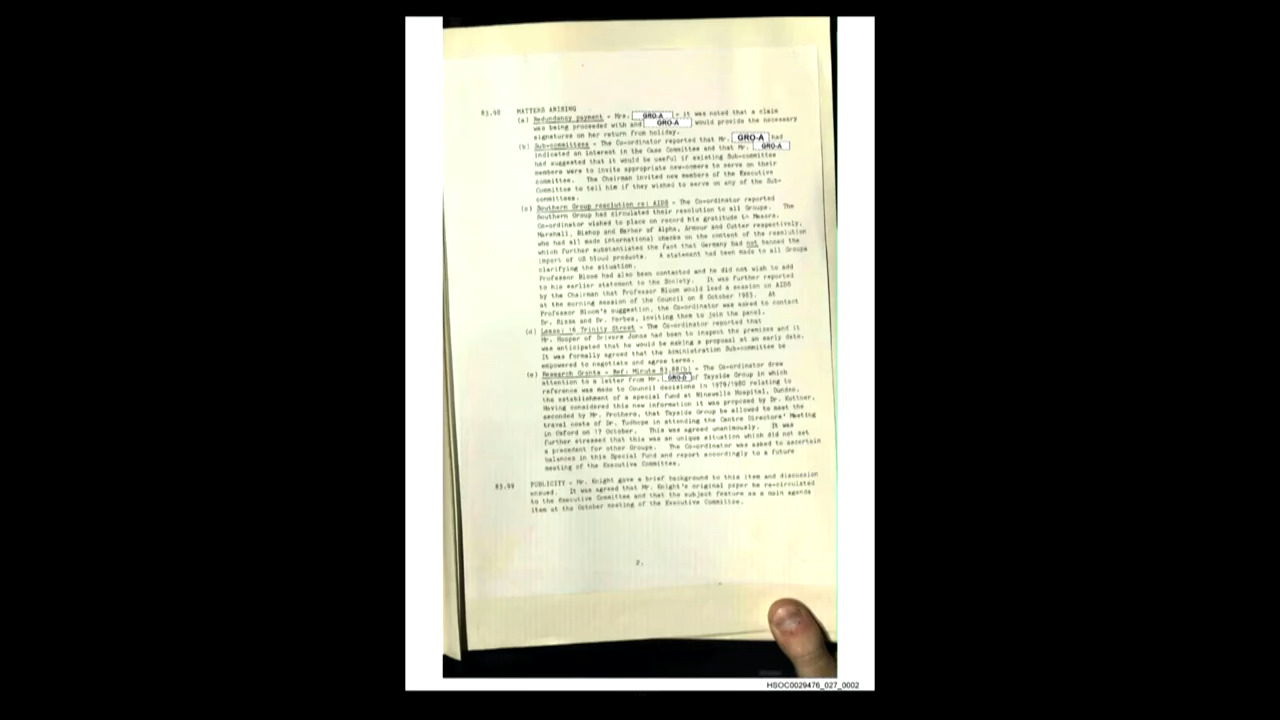 83.98 MATTERS ARISING
(a) Redundancy payment - Mrs. GRO-A - it was noted that a claim
was being proceeded with and GRO-A would provide the necessary
signatures on her return from holiday.
(b) Sub-committees - The Co-ordinator reported that Mr. GRO-A had
indicated an interest in the Case Committee and that Mr. GRO-A
had suggested that it would be useful if existing Sub-committee
members were to invite appropriate new-comers to serve on their
committee. The Chairman invited new members of the Executive
Committee to tell him if they wished to serve on any of the Sub-
committees.
(c) Southern Group resolution re: AIDS - The Co-ordinator reported
Southern Group had circulated their resolution to all Groups. The
Co-ordinator wished to place on record his gratitude to Messrs.
Marshall, Bishop and Barber of Alpha, Armour and Cutter respectively,
who had all made international checks on the content of the resolution
which further substantiated the fact that Germany had not banned the
import of US blood products. A statement had been made to all Groups
clarifying the situation.
Professor Bloom had also been contacted and he did not wish to add
to his earlier statement to the Society. It was further reported
by the Chairman that Professor Bloom would lead a session on AIDS
at the morning session of the Council on 8 October 1983. At
Professor Bloom's suggestion, the Co-ordinator was asked to contact
Dr. Rizza and Dr. Forbes, inviting them to join the panel.
(d) Lease: 16 Trinity Street - The Co-ordinator reported that
Mr. Hooper of Drivers Jonas had been to inspect the premises and it
was anticipated that he would be making a proposal at an early date.
It was formally agreed that the Administration Sub-committee be
empowered to negotiate and agree terms.
(e) Research Grants - Ref: Minute 83.88(b) - The Co-ordinator drew
attention to a letter from Mr. GRO-D of Tayside Group in which
reference was made to Council decisions in 1979/1980 relating to
the establishment of a special fund at Ninewells Hospital, Dundee.
Having considered this new information it was proposed by Dr. Kuttner,
seconded by Mr. Prothero, that Tayside Group be allowed to meet the
travel costs of Dr. Tudhope in attending the Centre Directors' Meeting
in Oxford on 17 October. This was agreed unanimously. It was
further stressed that this was an unique situation which did not set
a precedent for other Groups. The Co-ordinator was asked to ascertain
balances in this Special Fund and report accordingly to a future
meeting of the Executive Committee.
83.99 PUBLICITY - Mr. Knight gave a brief background to this item and discussion
ensued. It was agreed that Mr. Knight's original paper be re-circulated
to the Executive Committee and that the subject feature as a main agenda
item at the October meeting of the Executive Committee.
2.
HSOC0029476_027_0002